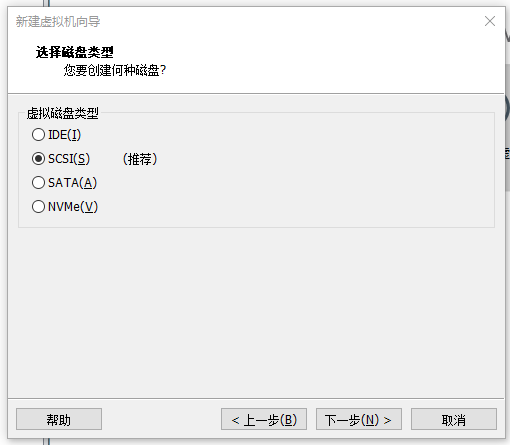 新建虚拟机向导
选择磁盘类型
您要创建何种磁盘?
虚拟磁盘类型
IDE(I)
SCSI(S) （推荐）
SATA(A)
NVMe(V)
帮助 < 上一步(B) 下一步(N) > 取消